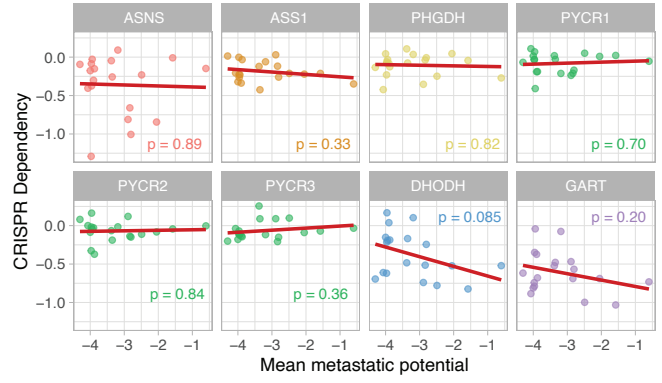 ASNS ASS1 PHGDH PYCR1
0.0
−0.5
−1.0
p = 0.89 p = 0.33 p = 0.82 p = 0.70
CRISPR Dependency
PYCR2 PYCR3 DHODH GART
p = 0.085 p = 0.20
0.0
−0.5
−1.0
p = 0.84 p = 0.36
−4 −3 −2 −1 −4 −3 −2 −1 −4 −3 −2 −1 −4 −3 −2 −1
Mean metastatic potential